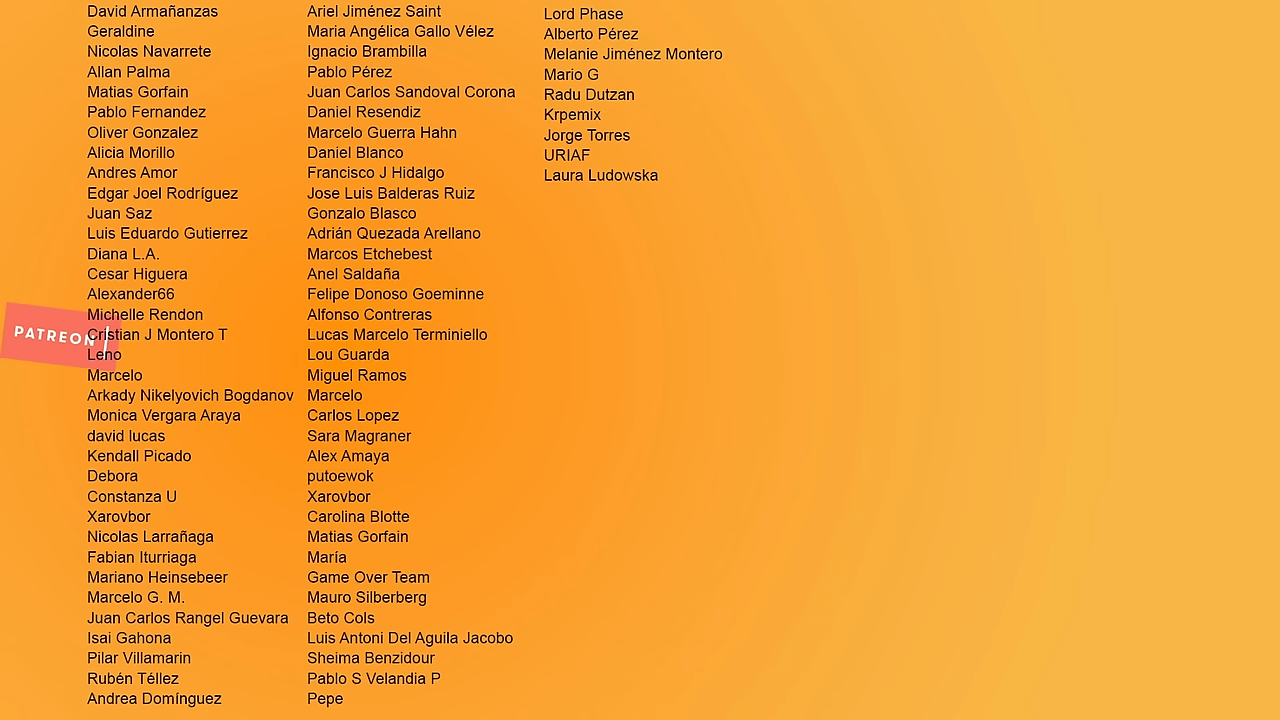 David Armañanzas
Geraldine
Nicolas Navarrete
Allan Palma
Matias Gorfain
Pablo Fernandez
Oliver Gonzalez
Alicia Morillo
Andres Amor
Edgar Joel Rodríguez
Juan Saz
Luis Eduardo Gutierrez
Diana L.A.
Cesar Higuera
Alexander66
Michelle Rendon
PATREON
Cristian J Montero T
Leno
Marcelo
Arkady Nikelyovich Bogdanov
Monica Vergara Araya
david lucas
Kendall Picado
Debora
Constanza U
Xarovbor
Nicolas Larrañaga
Fabian Iturriaga
Mariano Heinsebeer
Marcelo G. M.
Juan Carlos Rangel Guevara
Isai Gahona
Pilar Villamarin
Rubén Téllez
Andrea Domínguez
Ariel Jiménez Saint
Maria Angélica Gallo Vélez
Ignacio Brambilla
Pablo Pérez
Juan Carlos Sandoval Corona
Daniel Resendiz
Marcelo Guerra Hahn
Daniel Blanco
Francisco J Hidalgo
Jose Luis Balderas Ruiz
Gonzalo Blasco
Adrián Quezada Arellano
Marcos Etchebest
Anel Saldaña
Felipe Donoso Goeminne
Alfonso Contreras
Lucas Marcelo Terminiello
Lou Guarda
Miguel Ramos
Marcelo
Carlos Lopez
Sara Magraner
Alex Amaya
putoewok
Xarovbor
Carolina Blotte
Matias Gorfain
María
Game Over Team
Mauro Silberberg
Beto Cols
Luis Antoni Del Aguila Jacobo
Sheima Benzidour
Pablo S Velandia P
Pepe
Lord Phase
Alberto Pérez
Melanie Jiménez Montero
Mario G
Radu Dutzan
Krpemix
Jorge Torres
URIAF
Laura Ludowska